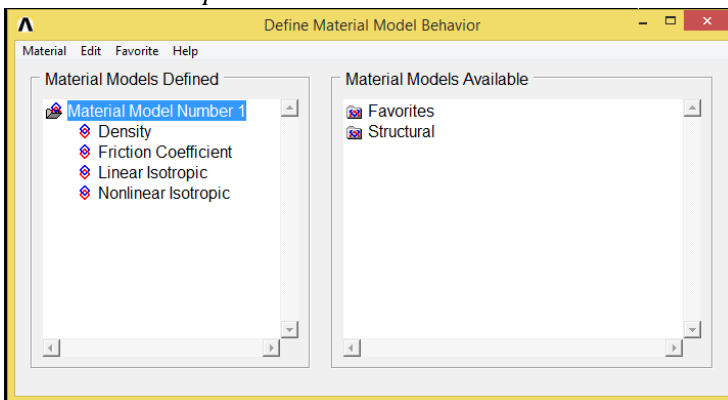 Define Material Model Behavior
Material Edit Favorite Help
Material Models Defined
Material Model Number 1
Density
Friction Coefficient
Linear Isotropic
Nonlinear Isotropic
Material Models Available
Favorites
Structural